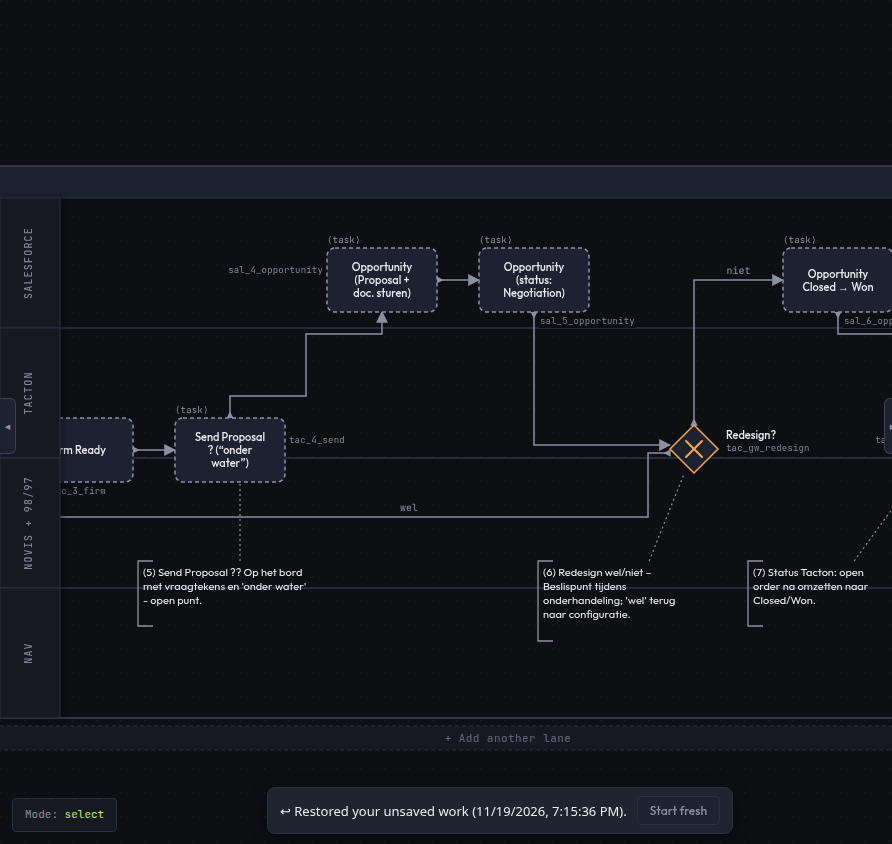 SALESFORCE
(task)
sal_4_opportunity
Opportunity
(Proposal +
doc. sturen)
(task)
Opportunity
(status:
Negotiation)
sal_5_opportunity
niet
(task)
Opportunity
Closed → Won
sal_6_opp
TACTON
rm Ready
c_3_firm
(task)
Send Proposal
? (“onder
water”)
tac_4_send
Redesign?
tac_gw_redesign
ta
NOVIS + 98/97
wel
(5) Send Proposal ?? Op het bord
met vraagtekens en 'onder water'
– open punt.
(6) Redesign wel/niet –
Beslispunt tijdens
onderhandeling; 'wel' terug
naar configuratie.
(7) Status Tacton: open
order na omzetten naar
Closed/Won.
NAV
+ Add another lane
Mode: select
↩ Restored your unsaved work (11/19/2026, 7:15:36 PM).
Start fresh